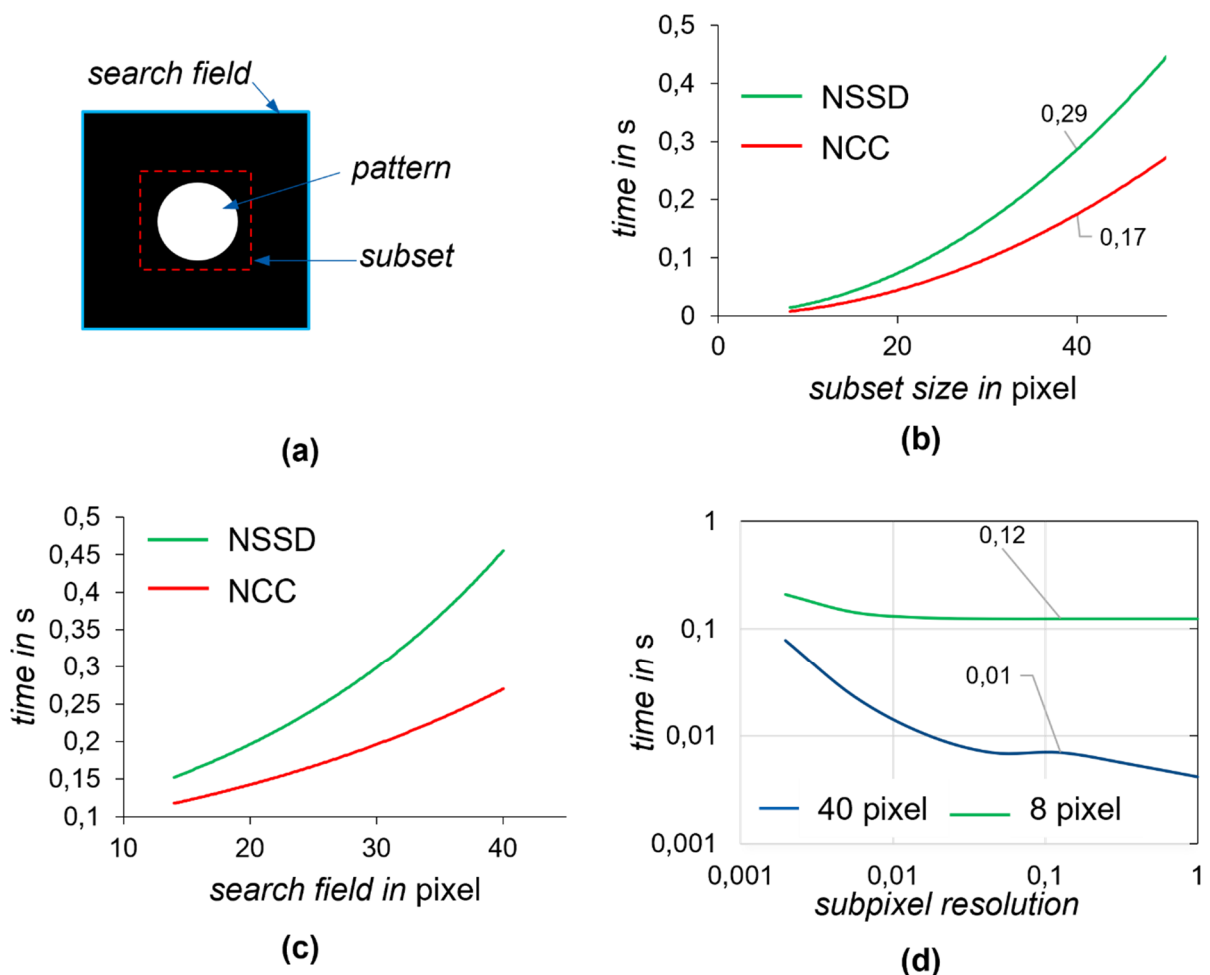 search field
pattern
subset
(a)
0,5
0,4
0,3
0,2
0,1
0
time in s
NSSD
NCC
0,29
0,17
0
20
40
subset size in pixel
(b)
0,5
0,45
0,4
0,35
0,3
0,25
0,2
0,15
0,1
time in s
NSSD
NCC
10
20
30
40
search field in pixel
(c)
1
0,1
0,01
0,001
time in s
0,12
0,01
40 pixel
8 pixel
0,001
0,01
0,1
1
subpixel resolution
(d)